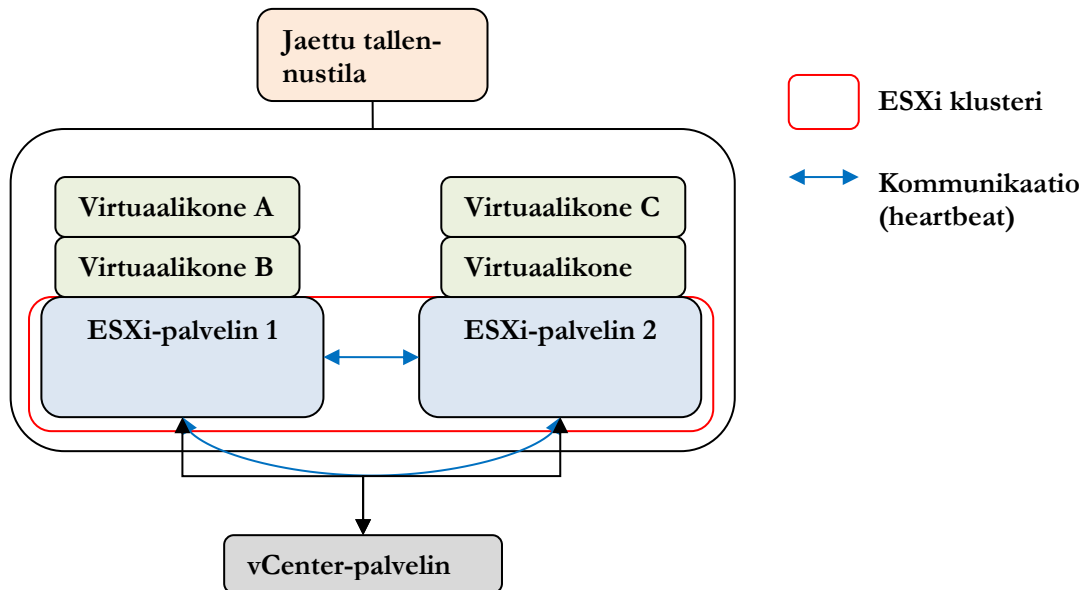 Jaettu tallen-
nustila
ESXi klusteri
Kommunikaatio
(heartbeat)
Virtuaalikone A
Virtuaalikone C
Virtuaalikone B
Virtuaalikone
ESXi-palvelin 1
ESXi-palvelin 2
vCenter-palvelin